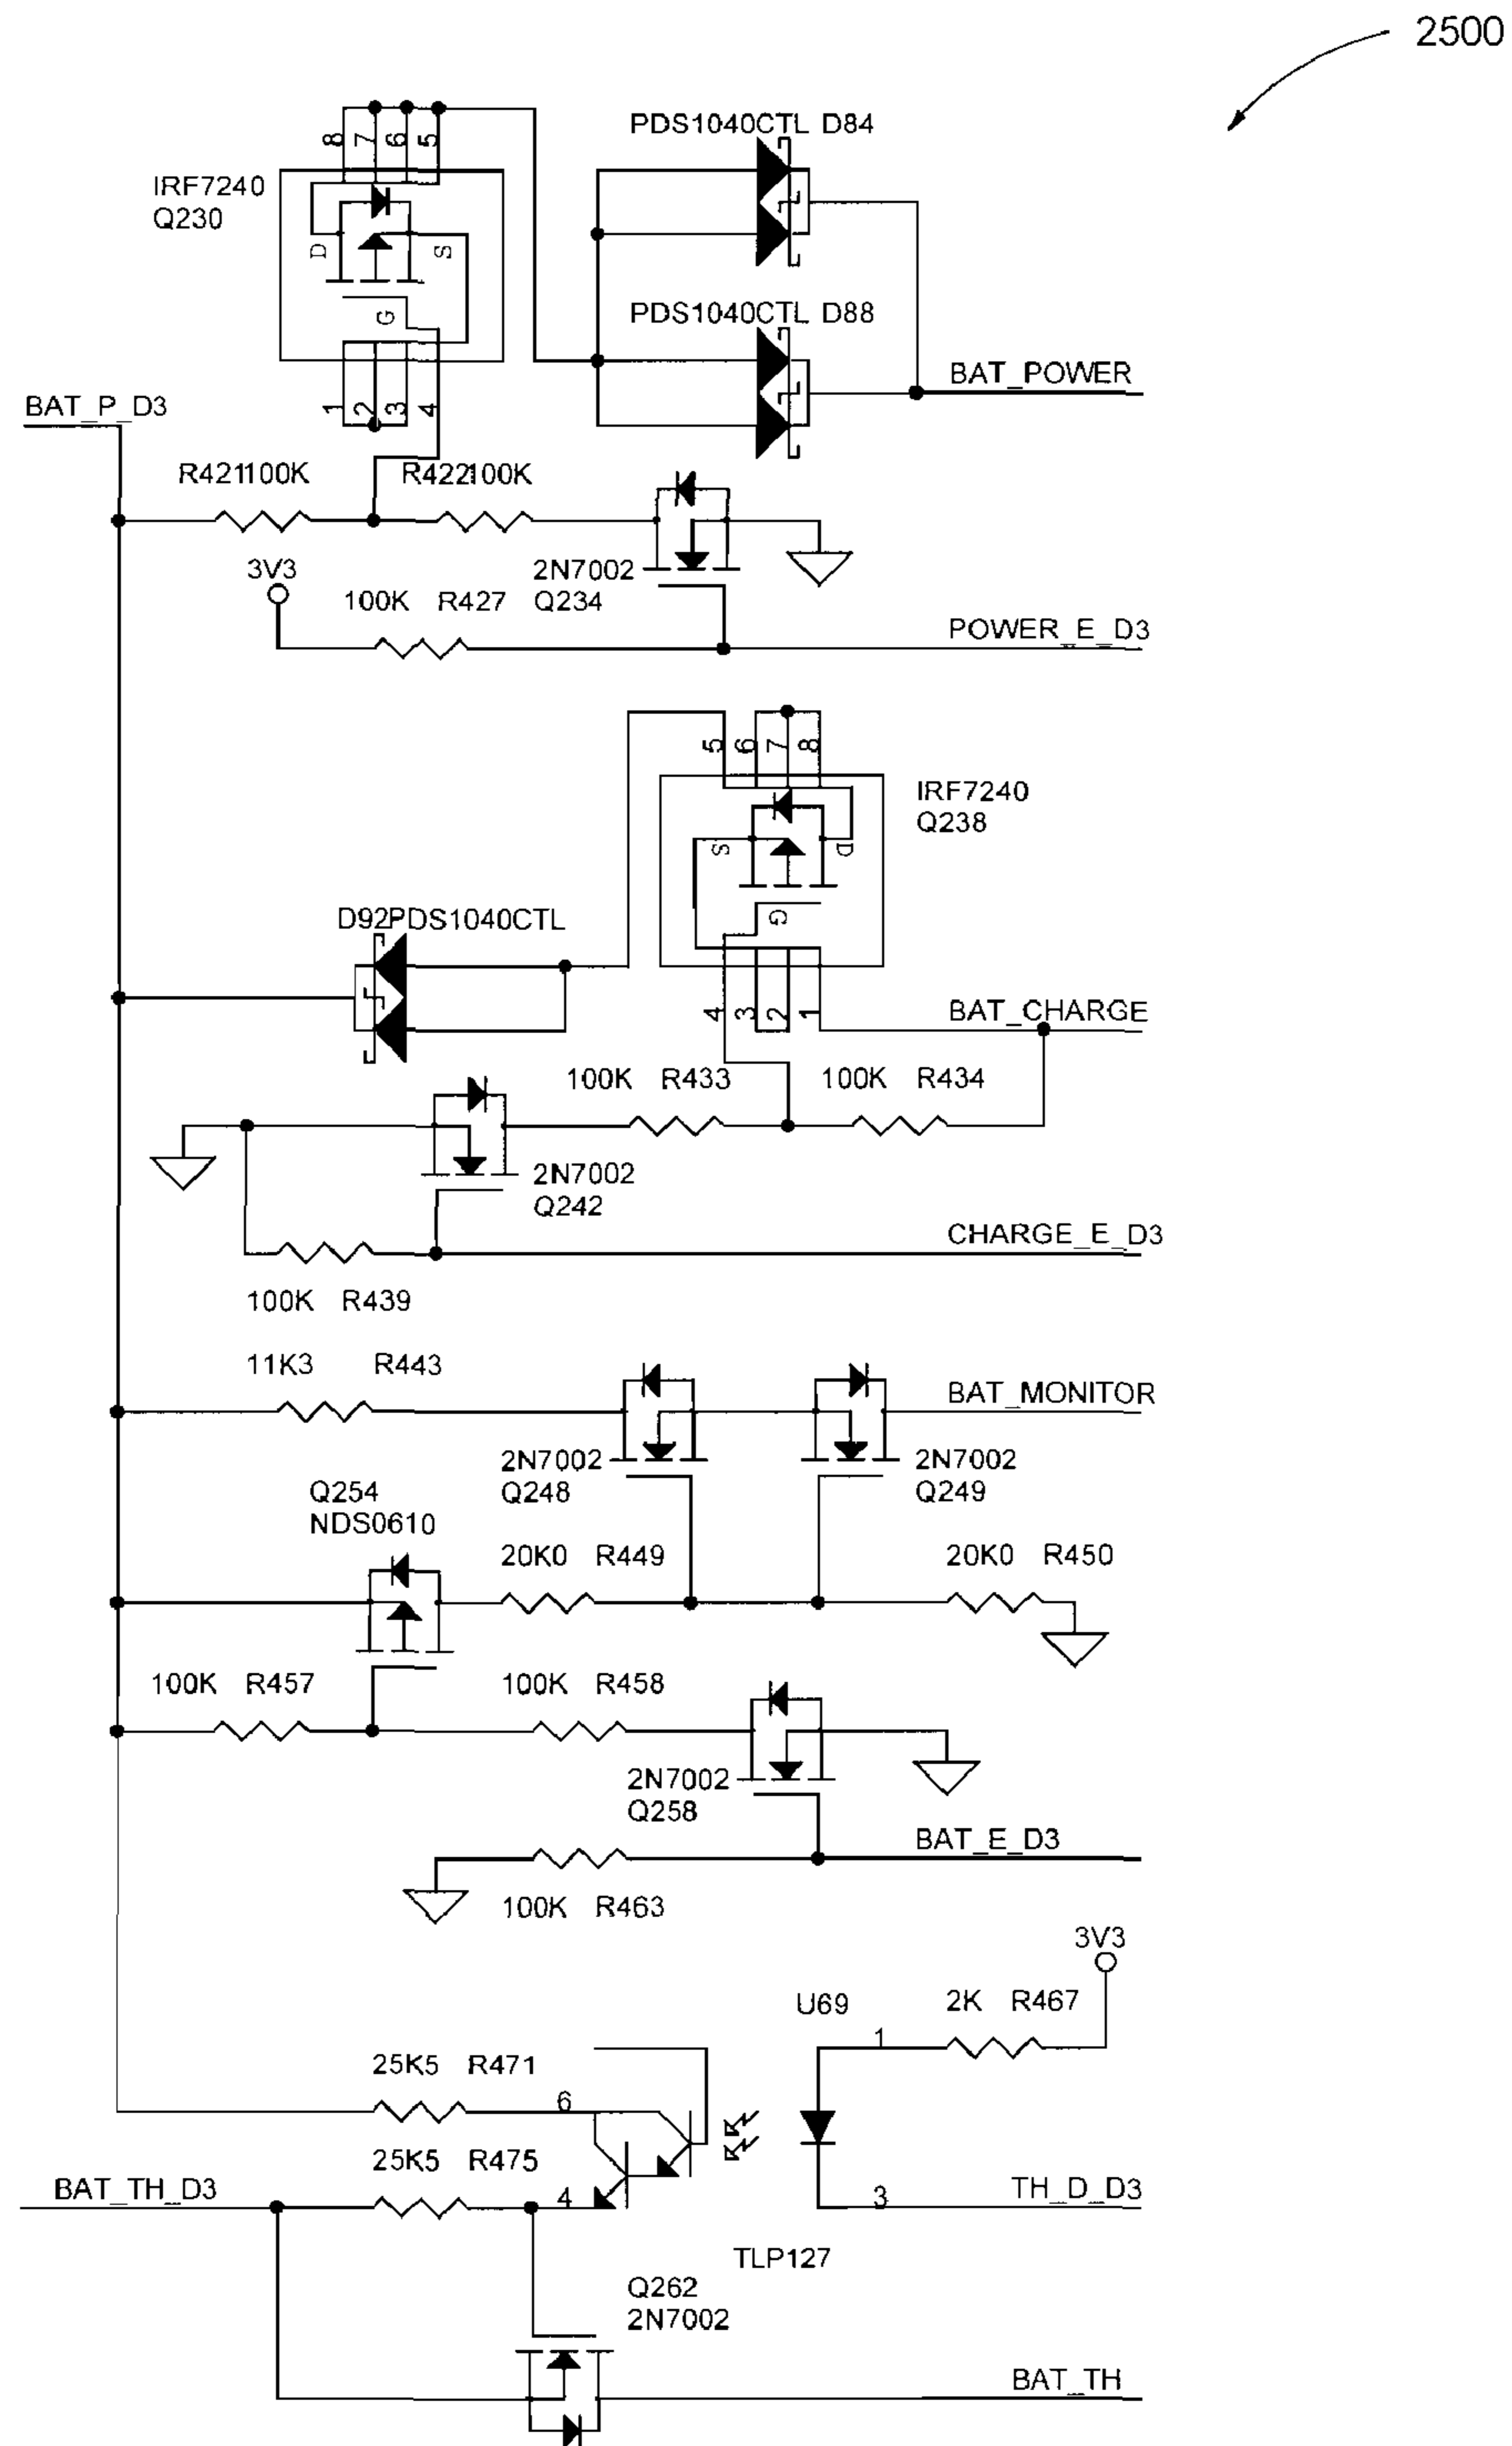 2500
PDS1040CTL D84
8 7 6 5
IRF7240
Q230
D S
G
PDS1040CTL D88
BAT_POWER
1 2 3 4
BAT_P_D3
R421100K R422100K
3V3
2N7002
Q234
100K R427
POWER_E_D3
5 6 7 8
IRF7240
Q238
S D
G
D92PDS1040CTL
4 3 2 1
BAT_CHARGE
100K R433 100K R434
2N7002
Q242
CHARGE_E_D3
100K R439
11K3 R443
BAT_MONITOR
2N7002
Q248
2N7002
Q249
Q254
NDS0610
20K0 R449
20K0 R450
100K R457 100K R458
2N7002
Q258
BAT_E_D3
100K R463
3V3
U69 2K R467
1
25K5 R471
6
25K5 R475
BAT_TH_D3
4
3
TH_D_D3
TLP127
Q262
2N7002
BAT_TH